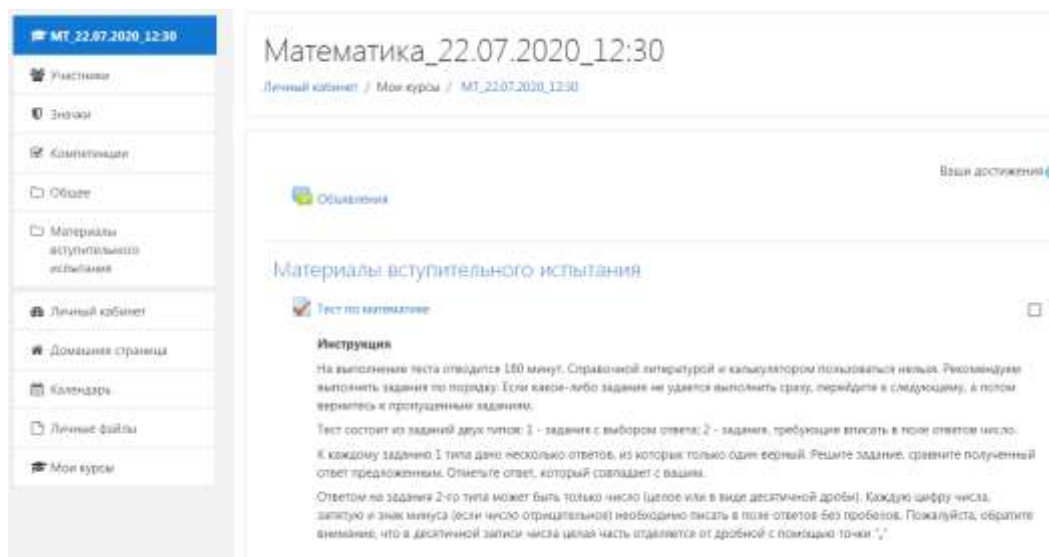 МТ_22.07.2020_12:30
Участники
Значки
Компетенции
Общее
Материалы
вступительного
испытания
Личный кабинет
Домашняя страница
Календарь
Личные файлы
Мои курсы
Математика_22.07.2020_12:30
Личный кабинет / Мои курсы / МТ_22.07.2020_12:30
Ваши достижения
Объявления
Материалы вступительного испытания
Тест по математике
Инструкция
На выполнение теста отводится 180 минут. Справочной литературой и калькулятором пользоваться нельзя. Рекомендуем
выполнять задания по порядку. Если какое-либо задание не удается выполнить сразу, перейдите к следующему, а потом
вернитесь к пропущенным заданиям.
Тест состоит из заданий двух типов: 1 - задания с выбором ответа; 2 - задания, требующие вписать в поле ответов число.
К каждому заданию 1 типа дано несколько ответов, из которых только один верный. Решите задание, сравните полученный
ответ предложенным. Отметьте ответ, который совпадает с вашим.
Ответом на задания 2-го типа может быть только число (целое или в виде десятичной дроби). Каждую цифру числа,
запятую и знак минуса (если число отрицательное) необходимо писать в поле ответов без пробелов. Пожалуйста, обратите
внимание, что в десятичной записи числа целая часть отделяется от дробной с помощью точки "."